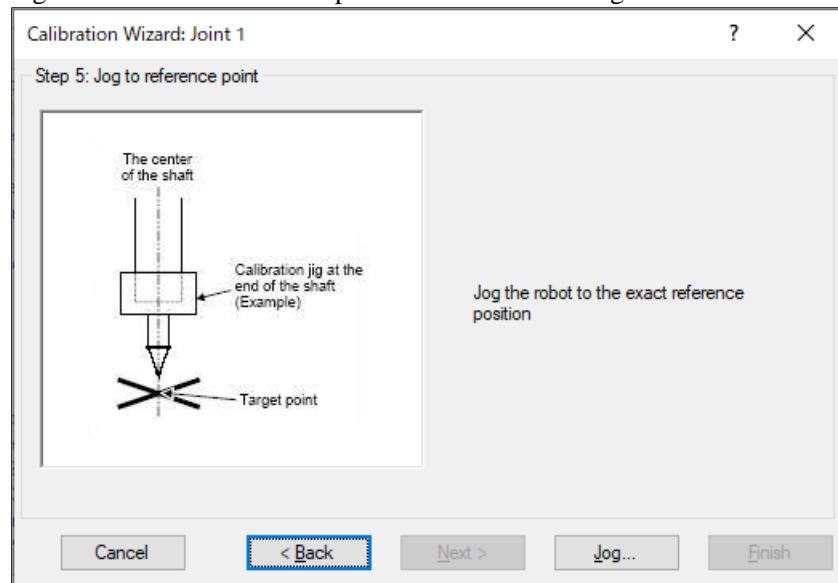 Calibration Wizard: Joint 1
?
Step 5: Jog to reference point
The center
of the shaft
Calibration jig at the
end of the shaft
(Example)
Target point
Jog the robot to the exact reference
position
Cancel
< Back
Next >
Jog...
Finish